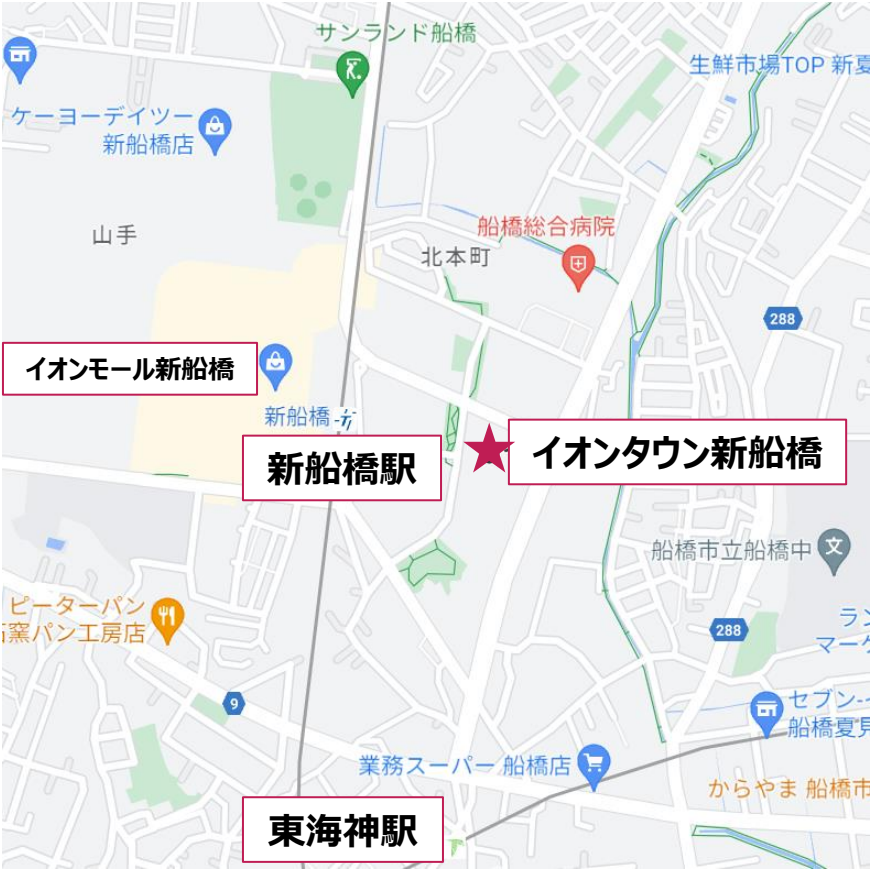 サンランド船橋
生鮮市場TOP 新夏
ケーヨーデイツー
新船橋店
船橋総合病院
山手
北本町
288
イオンモール新船橋
新船橋
新船橋駅
イオンタウン新船橋
船橋市立船橋中
文
ピーターパン
石窯パン工房店
288
ラン
マーケ
9
セブン-イ
船橋夏見
業務スーパー 船橋店
からやま 船橋市
東海神駅